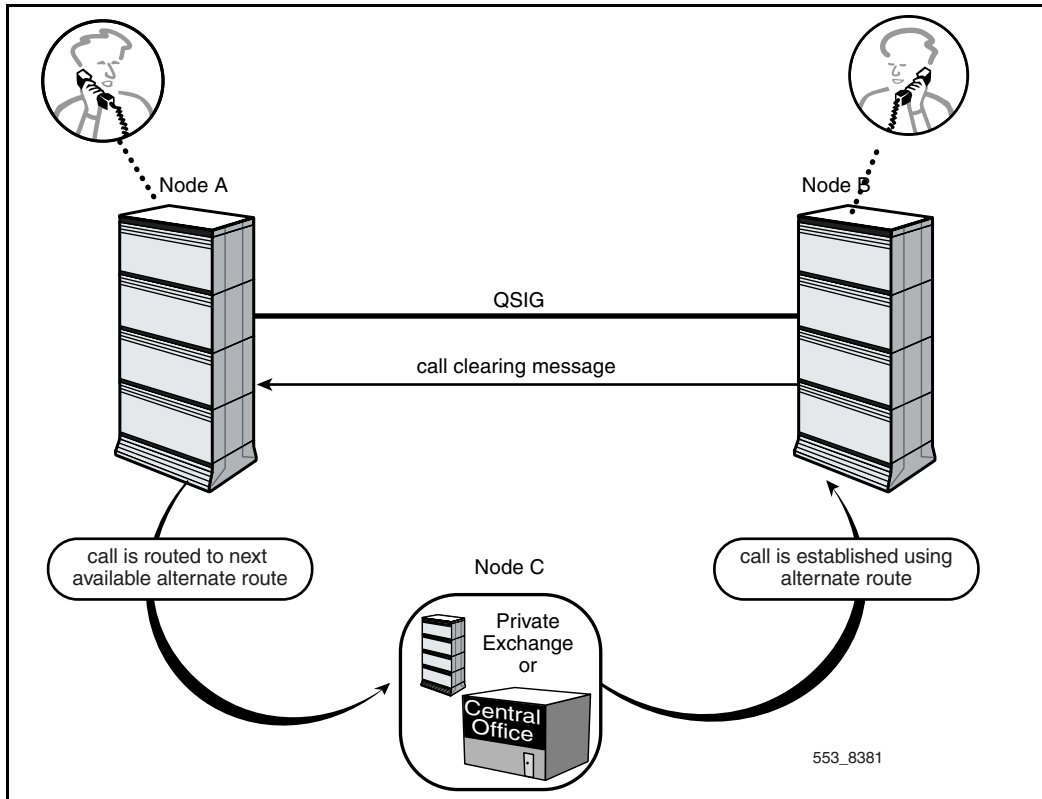 Node A
Node B
QSIG
call clearing message
call is routed to next
available alternate route
call is established using
alternate route
Node C
Private
Exchange
or
Central
Office
553_8381